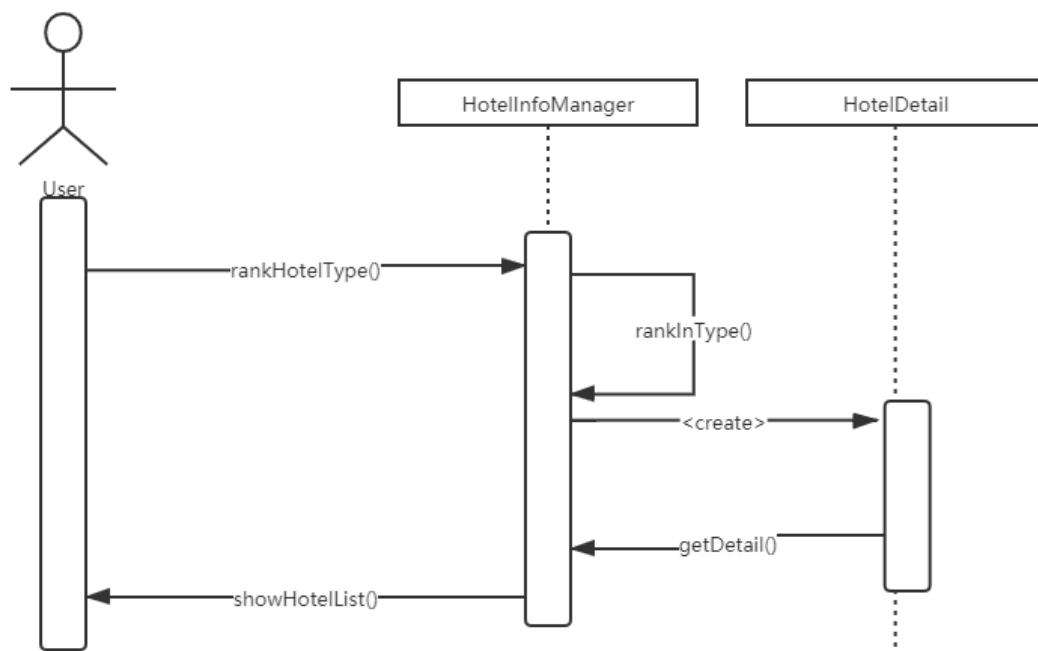 HotelInfoManager
HotelDetail
User
rankHotelType()
rankInType()
<create>
getDetail()
showHotelList()